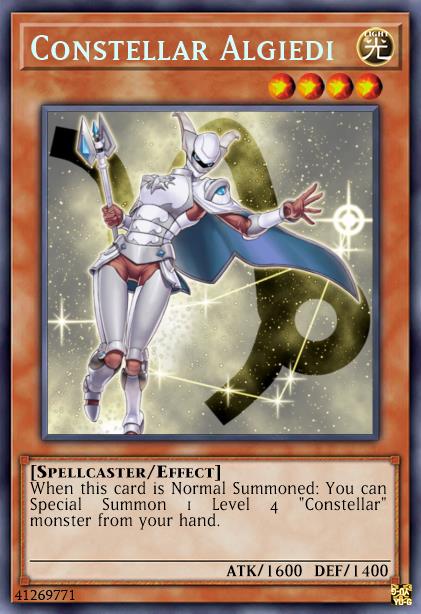 Constellar Algiedi
LIGHT
光
[Spellcaster/Effect]
When this card is Normal Summoned: You can
Special Summon 1 Level 4 "Constellar"
monster from your hand.
ATK/1600 DEF/1400
41269771